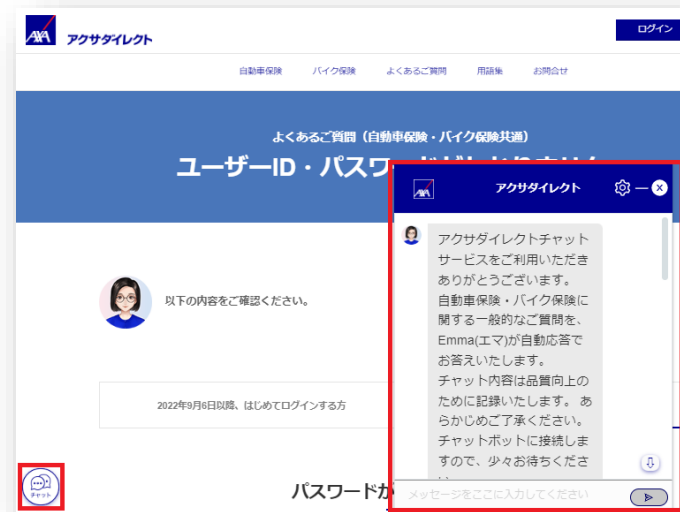 AXA アクサダイレクト
ログイン
自動車保険 バイク保険 よくあるご質問 用語集 お問合せ
よくあるご質問（自動車保険・バイク保険共通）
ユーザーID・パスワ
以下の内容をご確認ください。
2022年9月6日以降、はじめてログインする方
パスワードが
チャット
AXA アクサダイレクト
アクサダイレクトチャット
サービスをご利用いただき
ありがとうございます。
自動車保険・バイク保険に
関する一般的なご質問を、
Emma(エマ)が自動応答で
お答えいたします。
チャット内容は品質向上の
ために記録いたします。 あ
らかじめご了承ください。
チャットボットに接続しま
すので、少々お待ちくださ
メッセージをここに入力してください